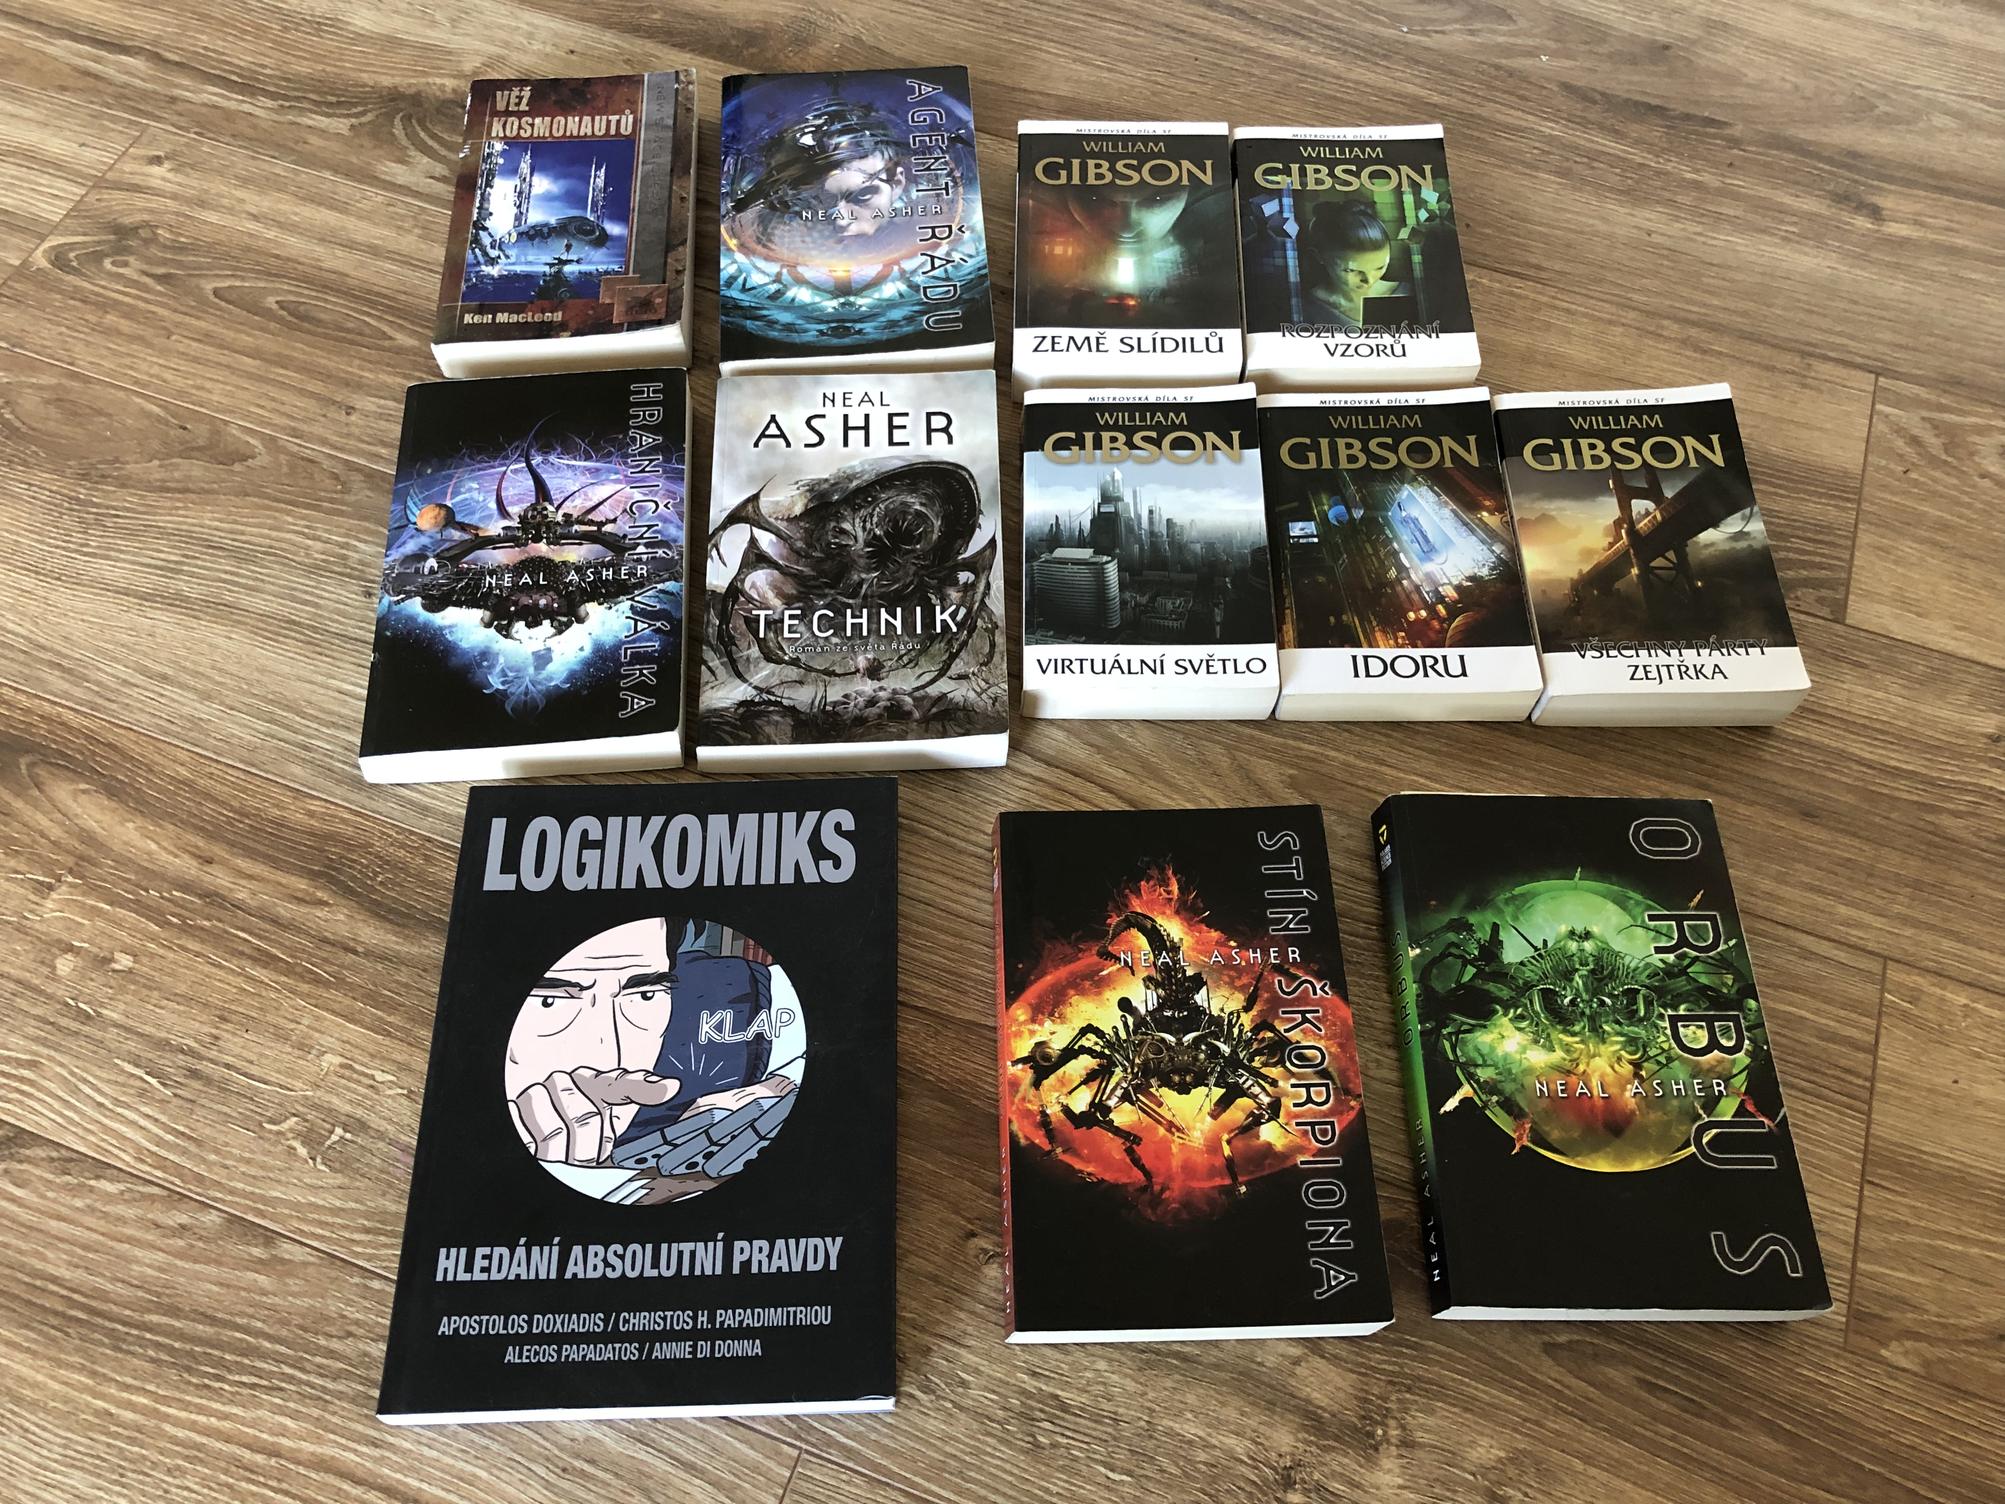 VĚŽ
KOSMONAUTŮ
Ken MacLeod
AGENT ŘÁDU
NEAL ASHER
MISTROVSKÁ DÍLA SF
WILLIAM
GIBSON
ZEMĚ SLÍDILŮ
MISTROVSKÁ DÍLA SF
WILLIAM
GIBSON
ROZPOZNÁNÍ
VZORŮ
HRANIČNÍ VÁLKA
NEAL ASHER
NEAL
ASHER
TECHNIK
Román ze světa Řádu
MISTROVSKÁ DÍLA SF
WILLIAM
GIBSON
VIRTUÁLNÍ SVĚTLO
MISTROVSKÁ DÍLA SF
WILLIAM
GIBSON
IDORU
MISTROVSKÁ DÍLA SF
WILLIAM
GIBSON
VŠECHNY PÁRTY
ZEJTŘKA
LOGIKOMIKS
KLAP
HLEDÁNÍ ABSOLUTNÍ PRAVDY
APOSTOLOS DOXIADIS / CHRISTOS H. PAPADIMITRIOU
ALECOS PAPADATOS / ANNIE DI DONNA
STÍN ŠKORPIONA
NEAL ASHER
NEAL ASHER
ORBUS
NEAL ASHER
NEAL ASHER ORBUS